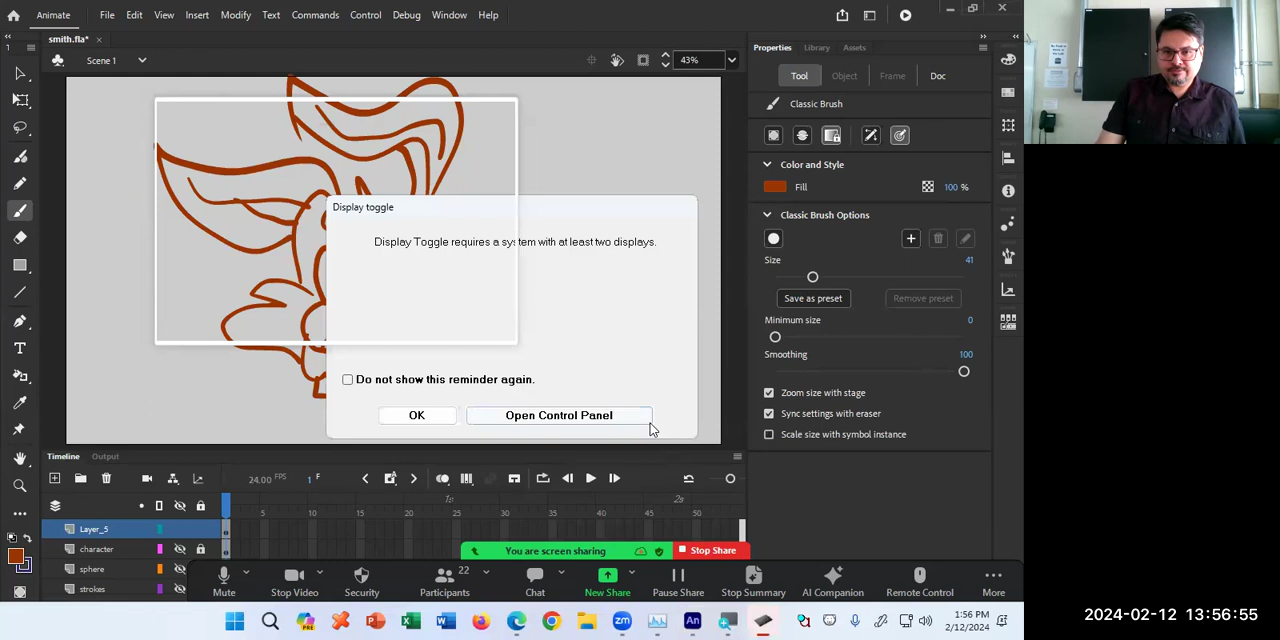 Animate File Edit View Insert Modify Text Commands Control Debug Window Help
smith.fla*
Scene 1
43%
Properties Library Assets
Tool Object Frame Doc
Classic Brush
Color and Style
Fill 100 %
Classic Brush Options
Size 41
Save as preset Remove preset
Minimum size 0
Smoothing 100
Zoom size with stage
Sync settings with eraser
Scale size with symbol instance
Display toggle
Display Toggle requires a system with at least two displays.
Do not show this reminder again.
OK Open Control Panel
Timeline Output
24.00 FPS 1 F
1s 2s
5 10 15 20 25 30 35 40 45 50
Layer_5
character
sphere
strokes
You are screen sharing Stop Share
22
Mute Stop Video Security Participants Chat New Share Pause Share Stop Summary AI Companion Remote Control More
1:56 PM
2/12/2024
2024-02-12 13:56:55